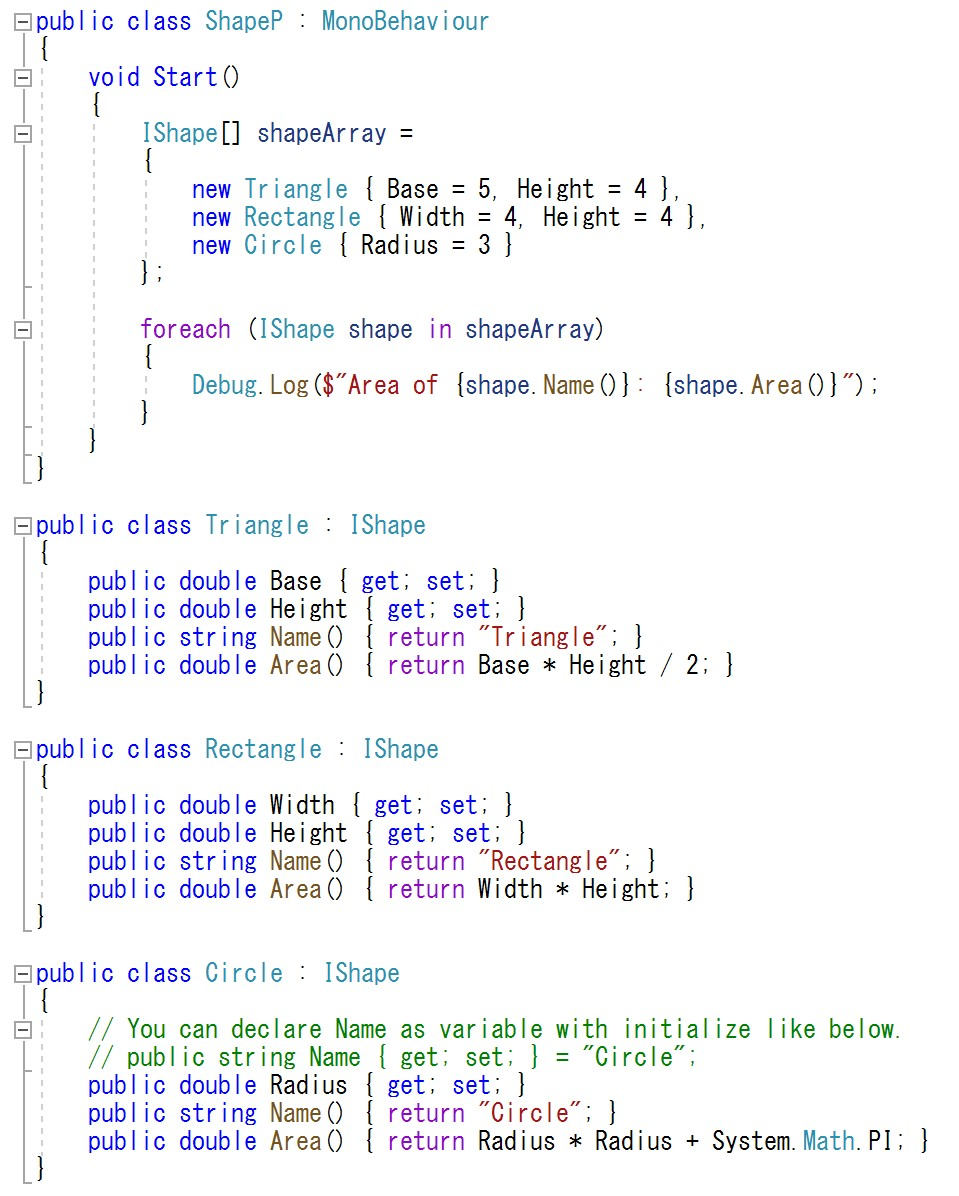 public class ShapeP : MonoBehaviour
{
    void Start()
    {
        IShape[] shapeArray =
        {
            new Triangle { Base = 5, Height = 4 },
            new Rectangle { Width = 4, Height = 4 },
            new Circle { Radius = 3 }
        };

        foreach (IShape shape in shapeArray)
        {
            Debug.Log($"Area of {shape.Name()}: {shape.Area()}");
        }
    }
}

public class Triangle : IShape
{
    public double Base { get; set; }
    public double Height { get; set; }
    public string Name() { return "Triangle"; }
    public double Area() { return Base * Height / 2; }
}

public class Rectangle : IShape
{
    public double Width { get; set; }
    public double Height { get; set; }
    public string Name() { return "Rectangle"; }
    public double Area() { return Width * Height; }
}

public class Circle : IShape
{
    // You can declare Name as variable with initialize like below.
    // public string Name { get; set; } = "Circle";
    public double Radius { get; set; }
    public string Name() { return "Circle"; }
    public double Area() { return Radius * Radius + System.Math.PI; }
}